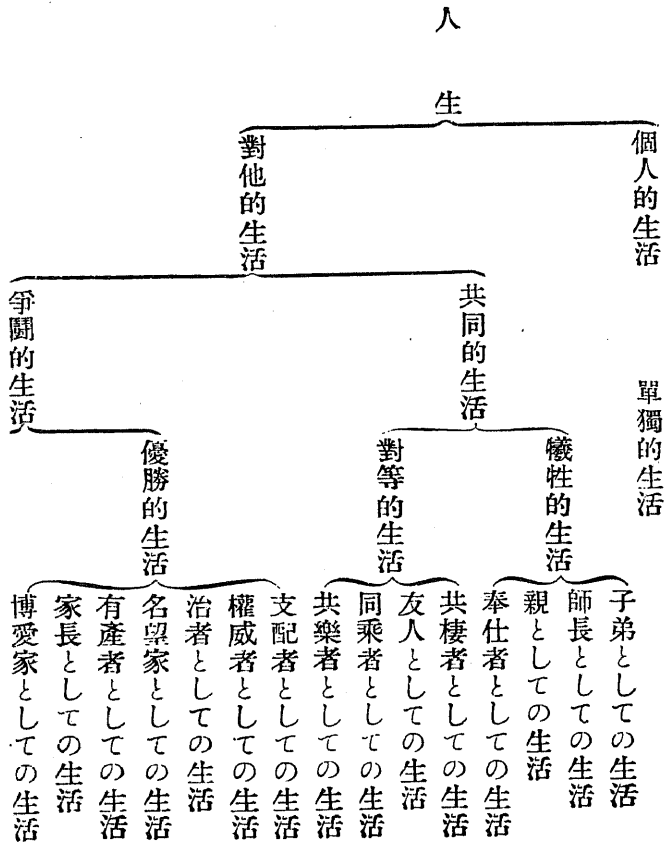 人生
個人的生活
單獨的生活
對他的生活
共同的生活
犧牲的生活
子弟としての生活
師長としての生活
親としての生活
奉仕者としての生活
對等的生活
共棲者としての生活
友人としての生活
同乘者としての生活
共樂者としての生活
爭鬪的生活
優勝的生活
支配者としての生活
權威者としての生活
治者としての生活
名望家としての生活
有產者としての生活
家長としての生活
博愛家としての生活